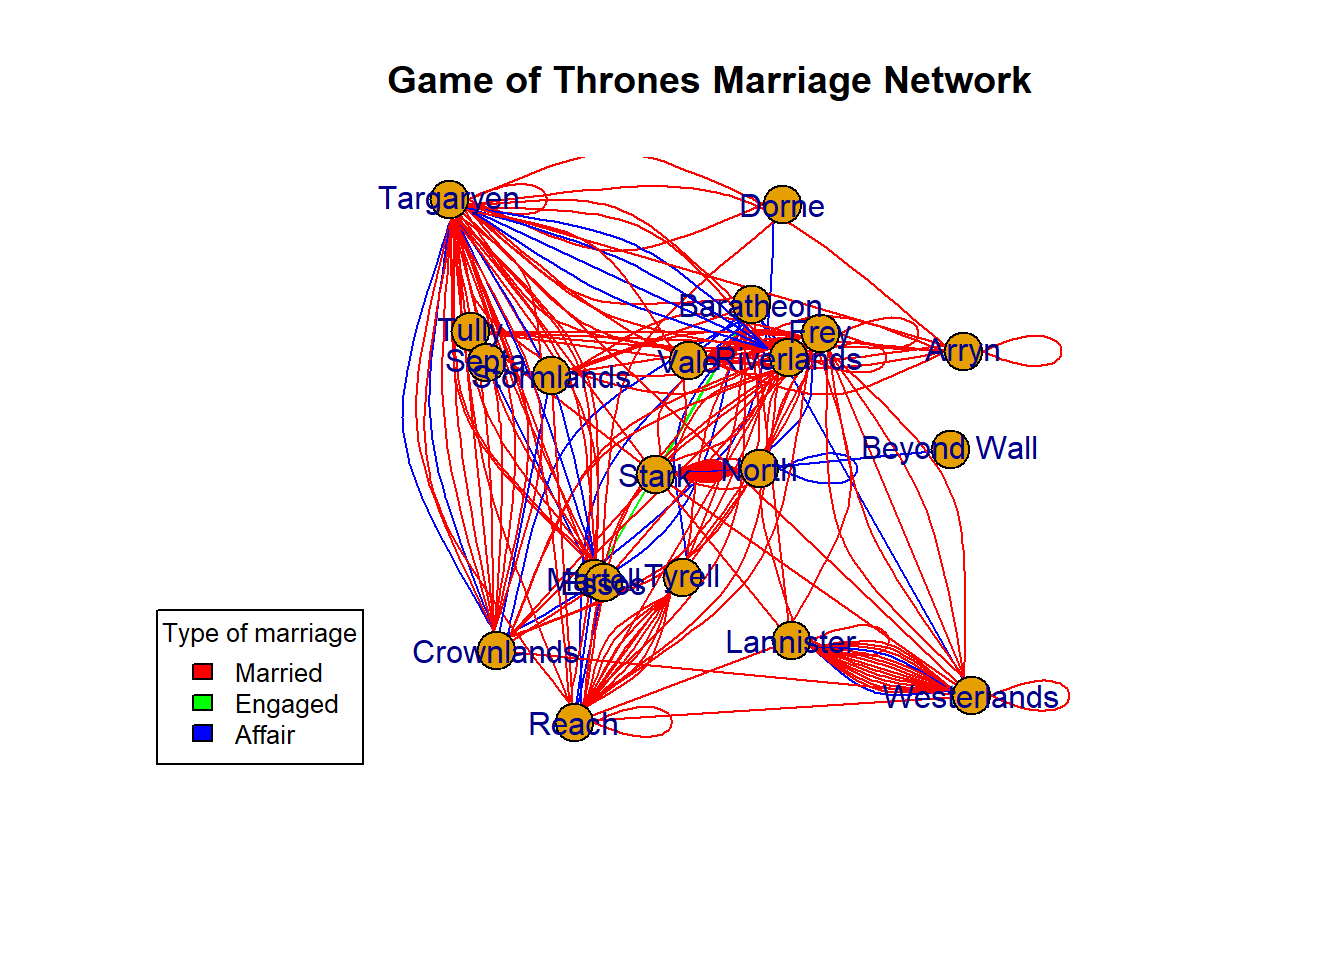 Game of Thrones Marriage Network
Targaryen
Dorne
Baratheon
Tully
Frey
Septa
Stormlands
Vale
Riverlands
Arryn
Beyond Wall
Stark
North
Martell
Essos
Tyrell
Crownlands
Lannister
Westerlands
Reach
Type of marriage
Married
Engaged
Affair